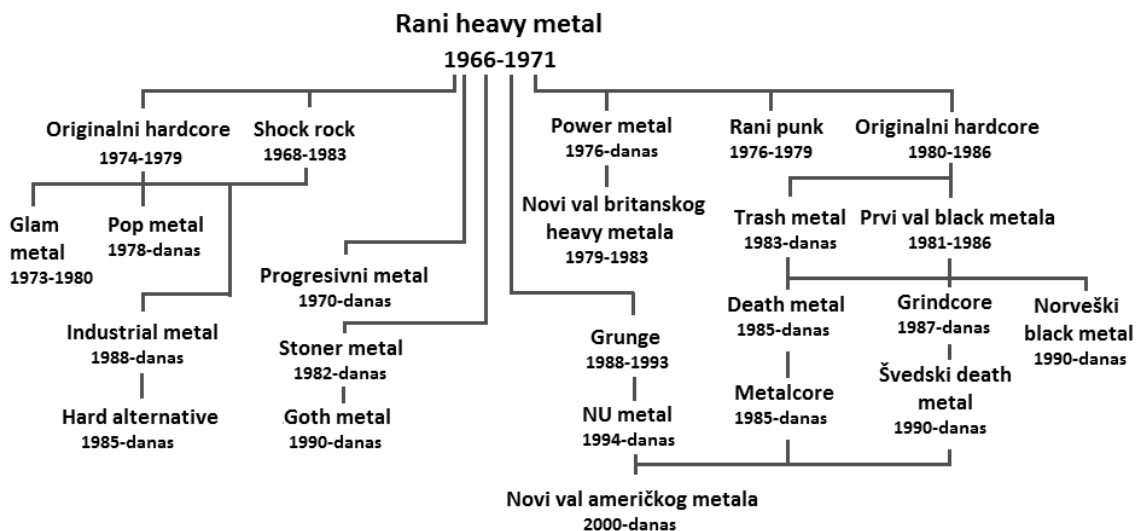 Rani heavy metal
1966-1971
Originalni hardcore
1974-1979
Shock rock
1968-1983
Power metal
1976-danas
Rani punk
1976-1979
Originalni hardcore
1980-1986
Glam
metal
1973-1980
Pop metal
1978-danas
Novi val britanskog
heavy metala
1979-1983
Trash metal
1983-danas
Prvi val black metala
1981-1986
Progresivni metal
1970-danas
Industrial metal
1988-danas
Stoner metal
1982-danas
Grunge
1988-1993
Death metal
1985-danas
Grindcore
1987-danas
Norveški
black metal
1990-danas
Hard alternative
1985-danas
Goth metal
1990-danas
NU metal
1994-danas
Metalcore
1985-danas
Švedski death
metal
1990-danas
Novi val američkog metala
2000-danas